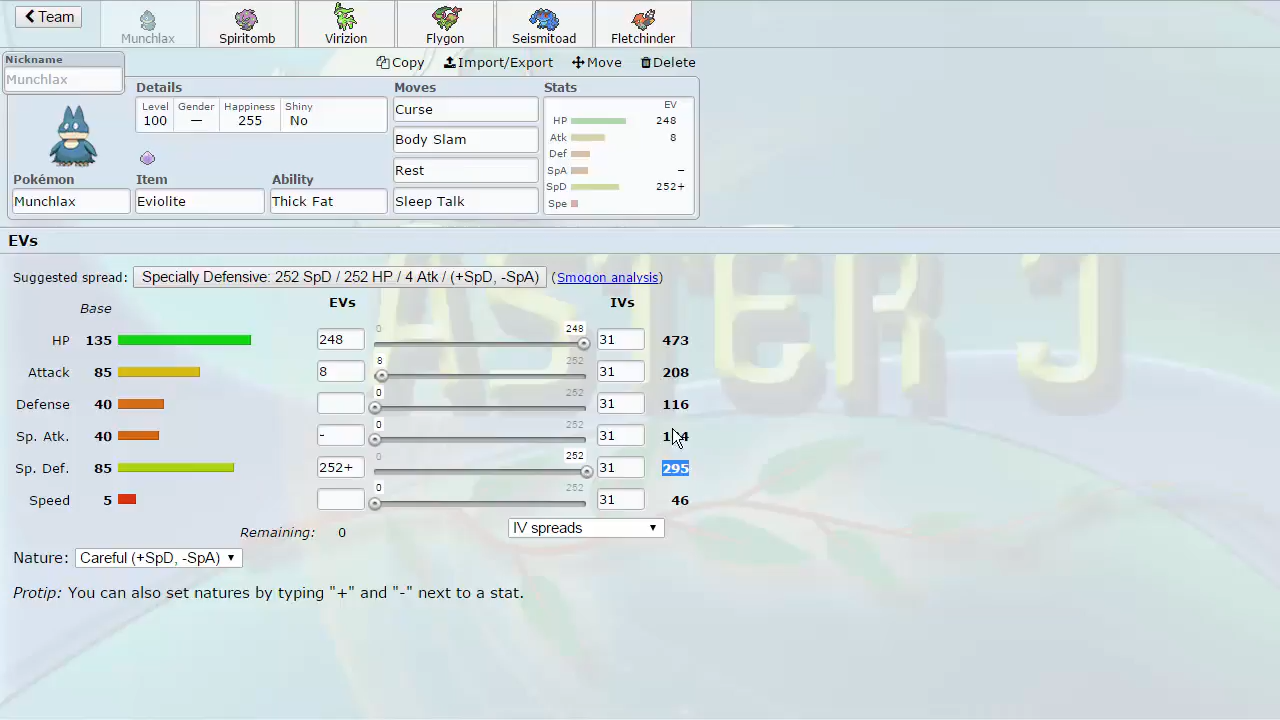 Team
Munchlax
Spiritomb
Virizion
Flygon
Seismitoad
Fletchinder
Copy
Import/Export
Move
Delete
Nickname
Munchlax
Details
Level
100
Gender
—
Happiness
255
Shiny
No
Pokémon
Munchlax
Item
Eviolite
Ability
Thick Fat
Moves
Curse
Body Slam
Rest
Sleep Talk
Stats
EV
HP 248
Atk 8
Def
SpA –
SpD 252+
Spe
EVs
Suggested spread: Specially Defensive: 252 SpD / 252 HP / 4 Atk / (+SpD, -SpA) (Smogon analysis)
Base EVs IVs
HP 135 248 0 248 31 473
Attack 85 8 8 252 31 208
Defense 40 0 252 31 116
Sp. Atk. 40 - 0 252 31
Sp. Def. 85 252+ 0 252 31 295
Speed 5 0 252 31 46
Remaining: 0 IV spreads
Nature: Careful (+SpD, -SpA)
Protip: You can also set natures by typing "+" and "-" next to a stat.
ASTER J